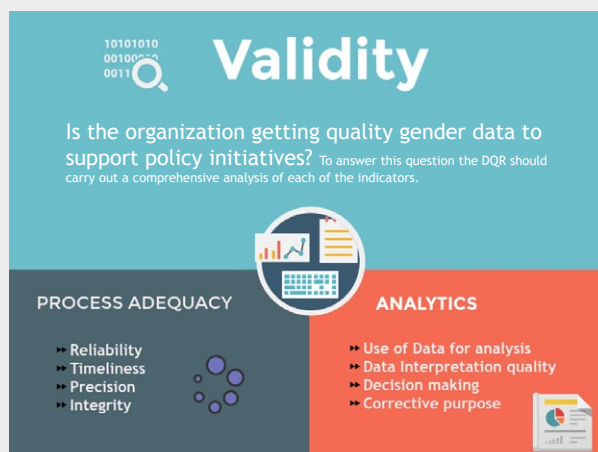 10101010
00100010
0011
Validity
Is the organization getting quality gender data to
support policy initiatives? To answer this question the DQR should
carry out a comprehensive analysis of each of the indicators.
PROCESS ADEQUACY
Reliability
Timeliness
Precision
Integrity
ANALYTICS
Use of Data for analysis
Data Interpretation quality
Decision making
Corrective purpose